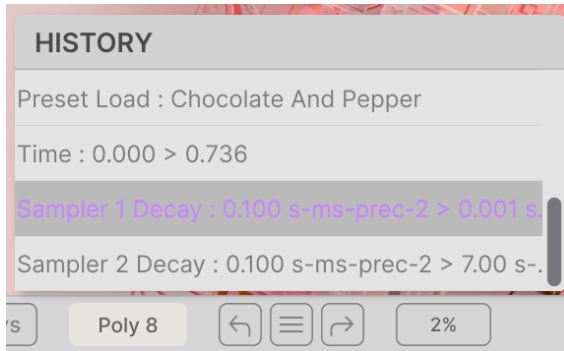 HISTORY
Preset Load : Chocolate And Pepper
Time : 0.000 > 0.736
Sampler 1 Decay : 0.100 s-ms-prec-2 > 0.001 s.
Sampler 2 Decay : 0.100 s-ms-prec-2 > 7.00 s-.
/s Poly 8 2%